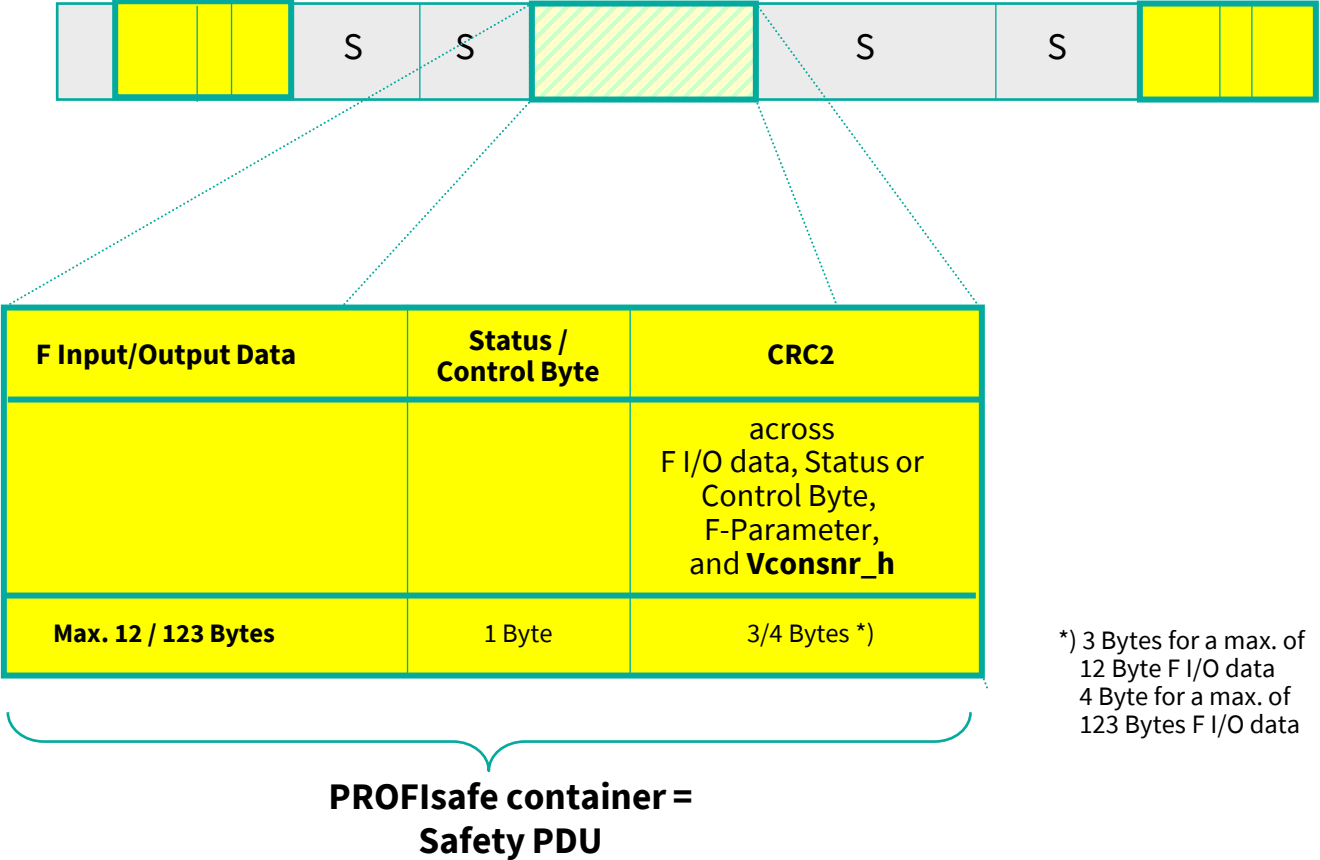 S
S
S
S
F Input/Output Data
Status /
Control Byte
CRC2
across
F I/O data, Status or
Control Byte,
F-Parameter,
and Vconsnr_h
Max. 12 / 123 Bytes
1 Byte
3/4 Bytes *)
*) 3 Bytes for a max. of
12 Byte F I/O data
4 Byte for a max. of
123 Bytes F I/O data
PROFIsafe container =
Safety PDU